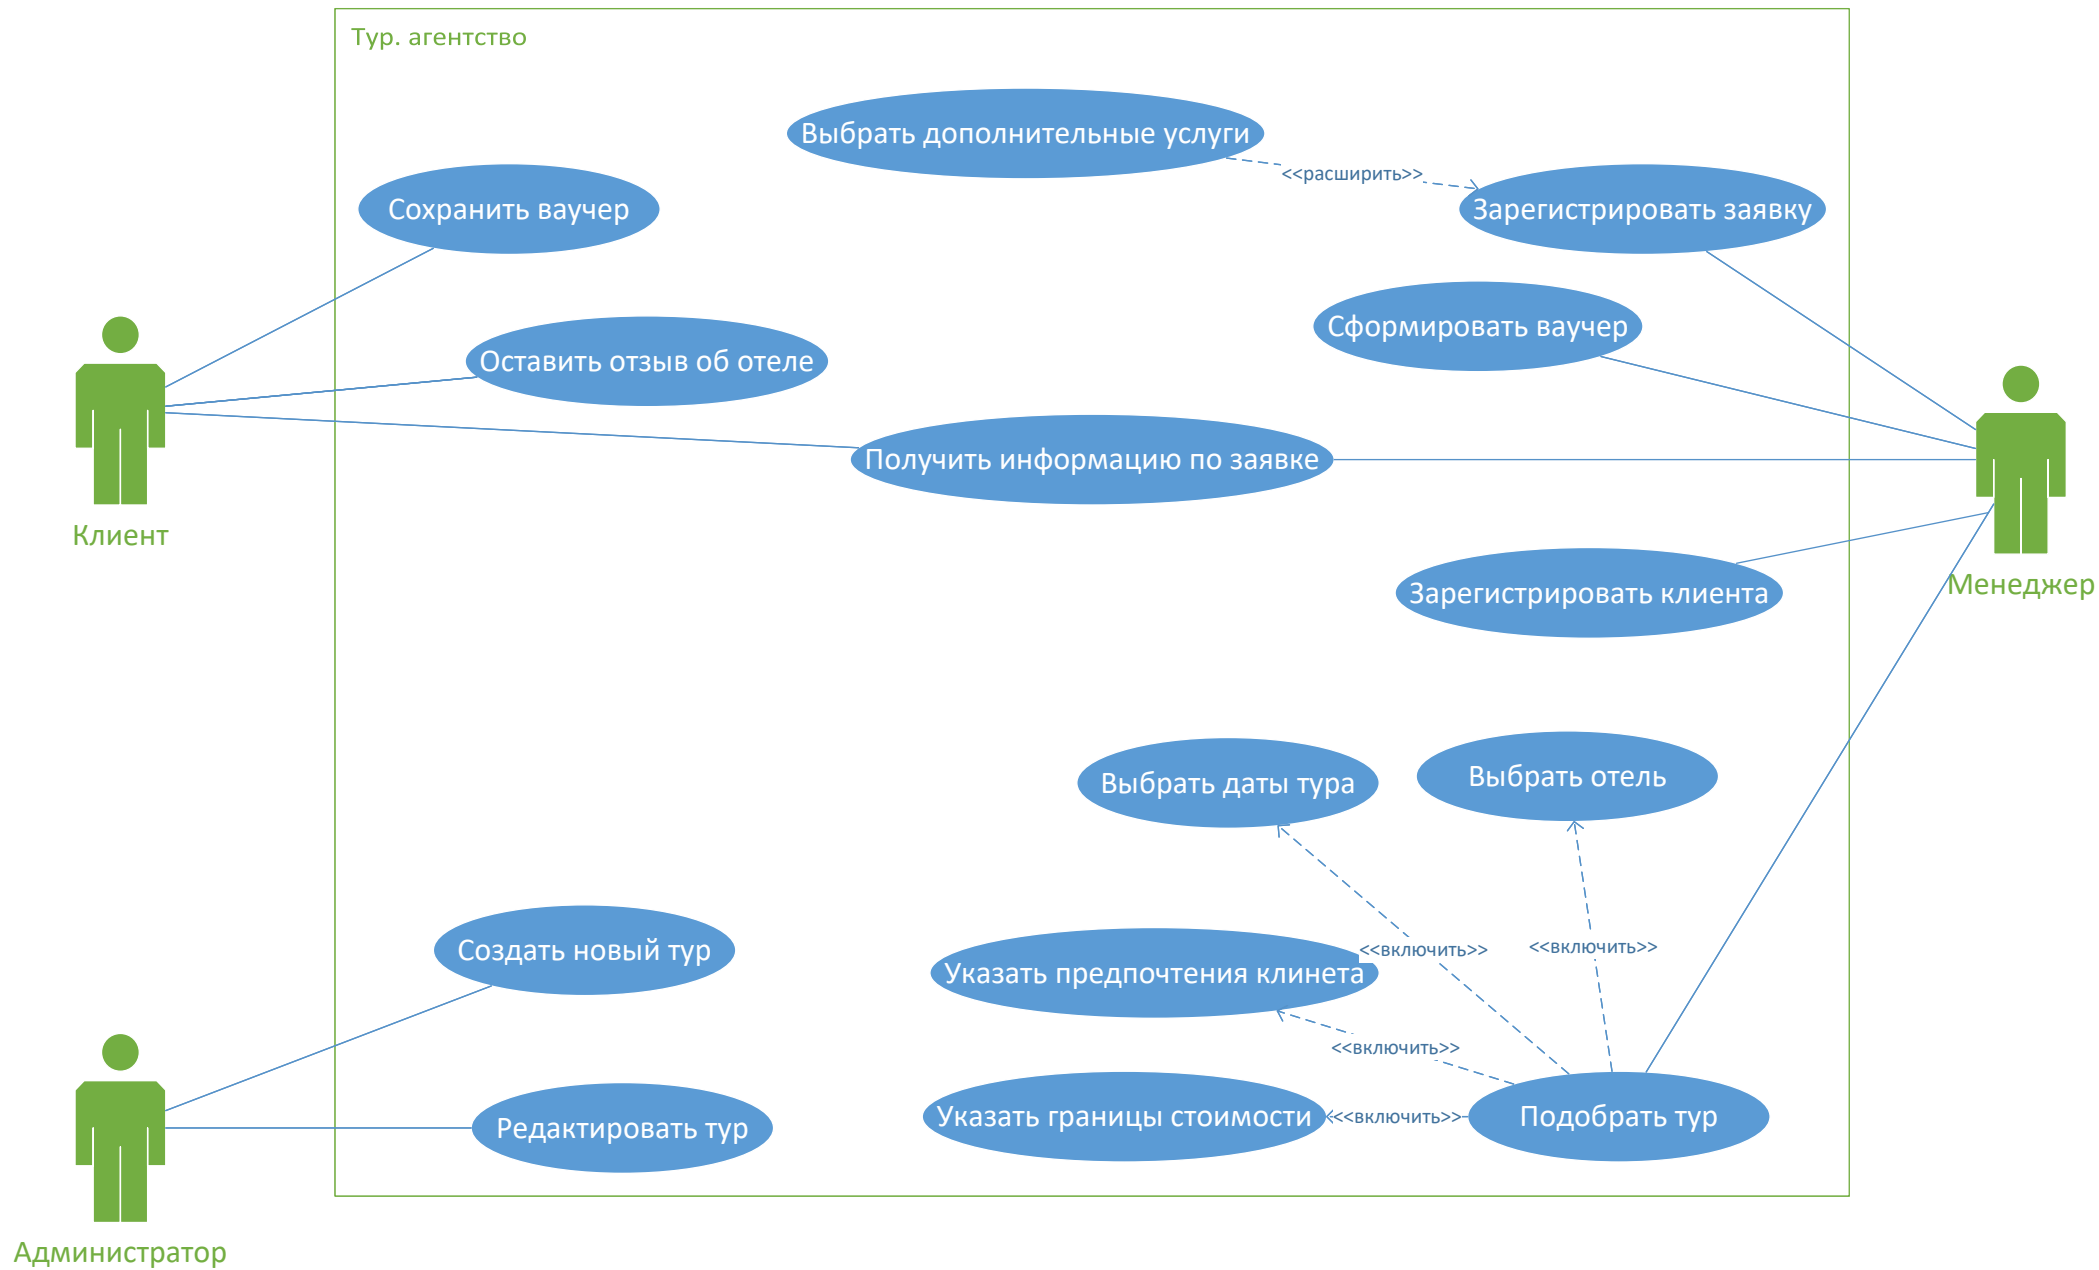 Тур. агентство
Выбрать дополнительные услуги
<<расширить>>
Сохранить ваучер
Зарегистрировать заявку
Сформировать ваучер
Оставить отзыв об отеле
Получить информацию по заявке
Клиент
Менеджер
Зарегистрировать клиента
Выбрать даты тура
Выбрать отель
Создать новый тур
<<включить>>
<<включить>>
Указать предпочтения клинета
<<включить>>
Редактировать тур
Указать границы стоимости
<<включить>>
Подобрать тур
Администратор